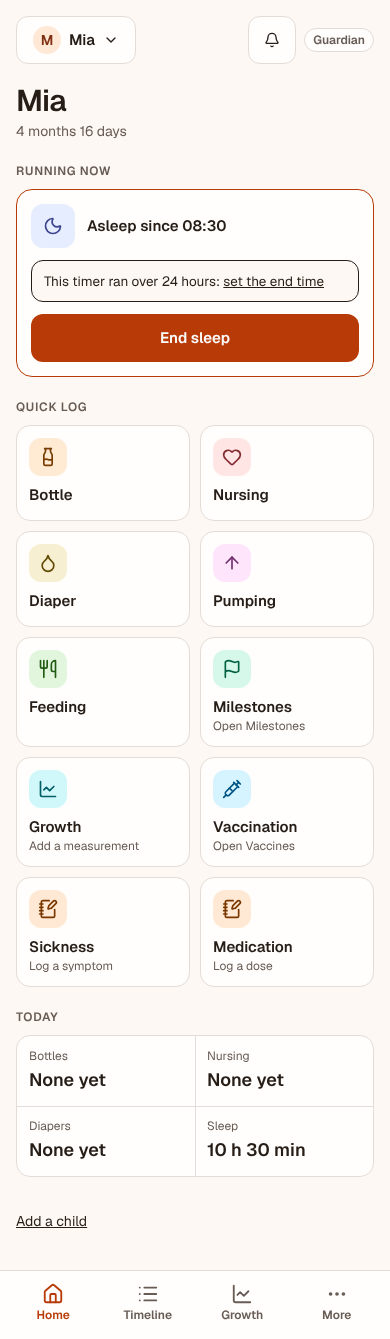 M Mia
Guardian
Mia
4 months 16 days
RUNNING NOW
Asleep since 08:30
This timer ran over 24 hours: set the end time
End sleep
QUICK LOG
Bottle
Nursing
Diaper
Pumping
Feeding
Milestones
Open Milestones
Growth
Add a measurement
Vaccination
Open Vaccines
Sickness
Log a symptom
Medication
Log a dose
TODAY
Bottles
None yet
Nursing
None yet
Diapers
None yet
Sleep
10 h 30 min
Add a child
Home
Timeline
Growth
More